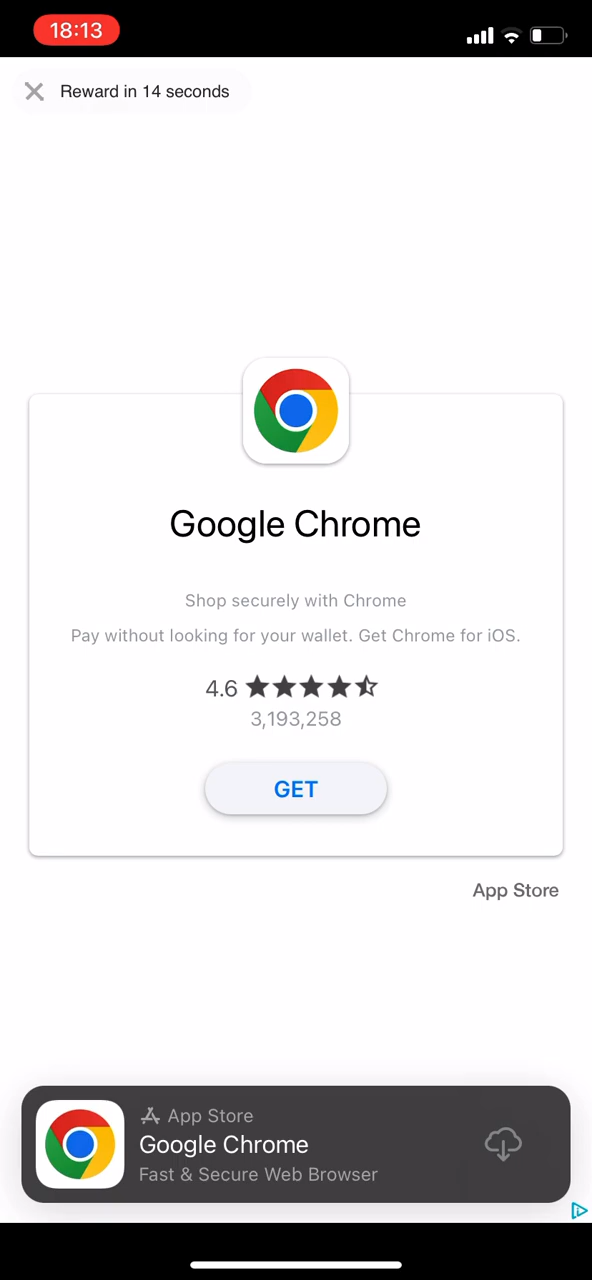 18:13
Reward in 14 seconds
Google Chrome
Shop securely with Chrome
Pay without looking for your wallet. Get Chrome for iOS.
4.6
3,193,258
GET
App Store
App Store
Google Chrome
Fast & Secure Web Browser